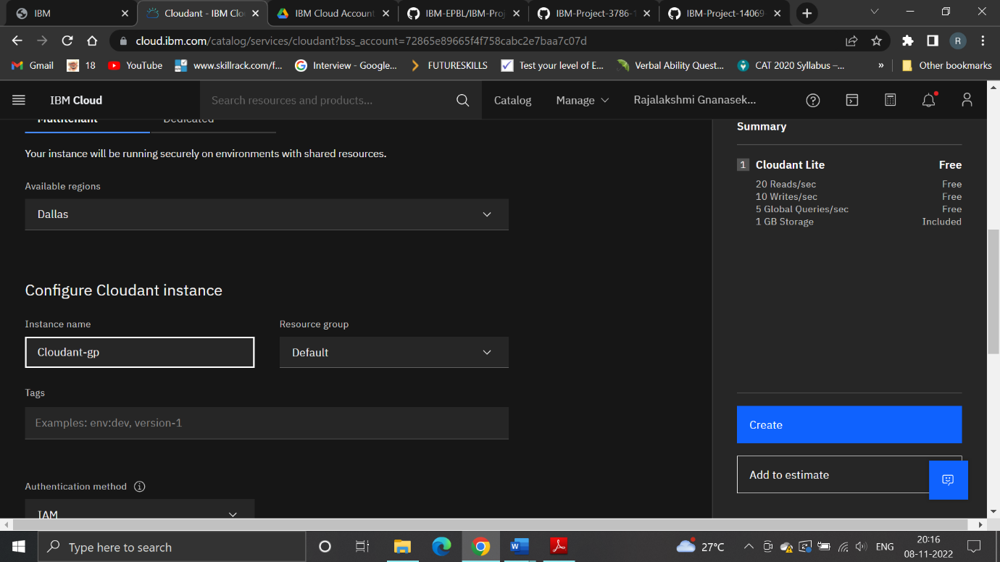 IBM
Cloudant - IBM Clo
IBM Cloud Account
IBM-EPBL/IBM-Proj
IBM-Project-3786-1
IBM-Project-14069-
cloud.ibm.com/catalog/services/cloudant?bss_account=72865e89665f4f758cabc2e7baa7c07d
R
Gmail
18
YouTube
www.skillrack.com/f...
Interview - Google...
FUTURESKILLS
Test your level of E...
Verbal Ability Quest...
CAT 2020 Syllabus –...
»
Other bookmarks
IBM Cloud
Search resources and products...
Catalog
Manage
Rajalakshmi Gnanasek...
Multitenant
Dedicated
Your instance will be running securely on environments with shared resources.
Available regions
Dallas
Configure Cloudant instance
Instance name
Resource group
Cloudant-gp
Default
Tags
Examples: env:dev, version-1
Authentication method
IAM
Summary
1 Cloudant Lite Free
20 Reads/sec Free
10 Writes/sec Free
5 Global Queries/sec Free
1 GB Storage Included
Create
Add to estimate
Type here to search
27°C
ENG
20:16
08-11-2022